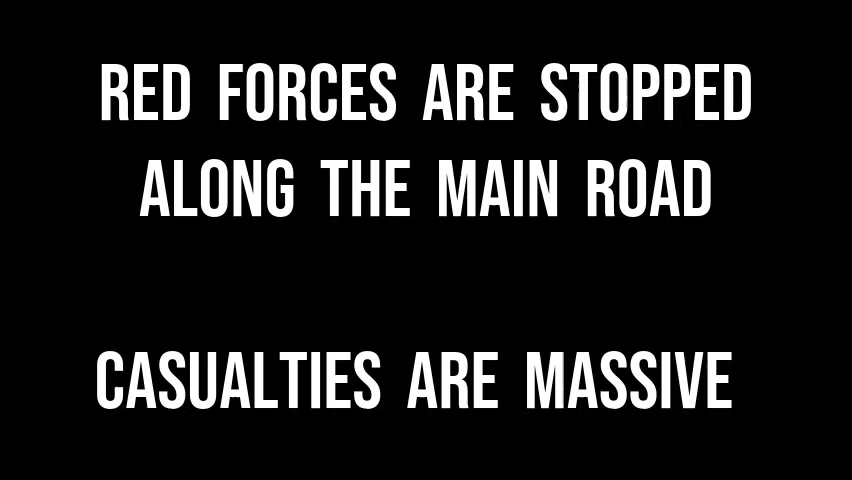 RED FORCES ARE STOPPED
ALONG THE MAIN ROAD
CASUALTIES ARE MASSIVE